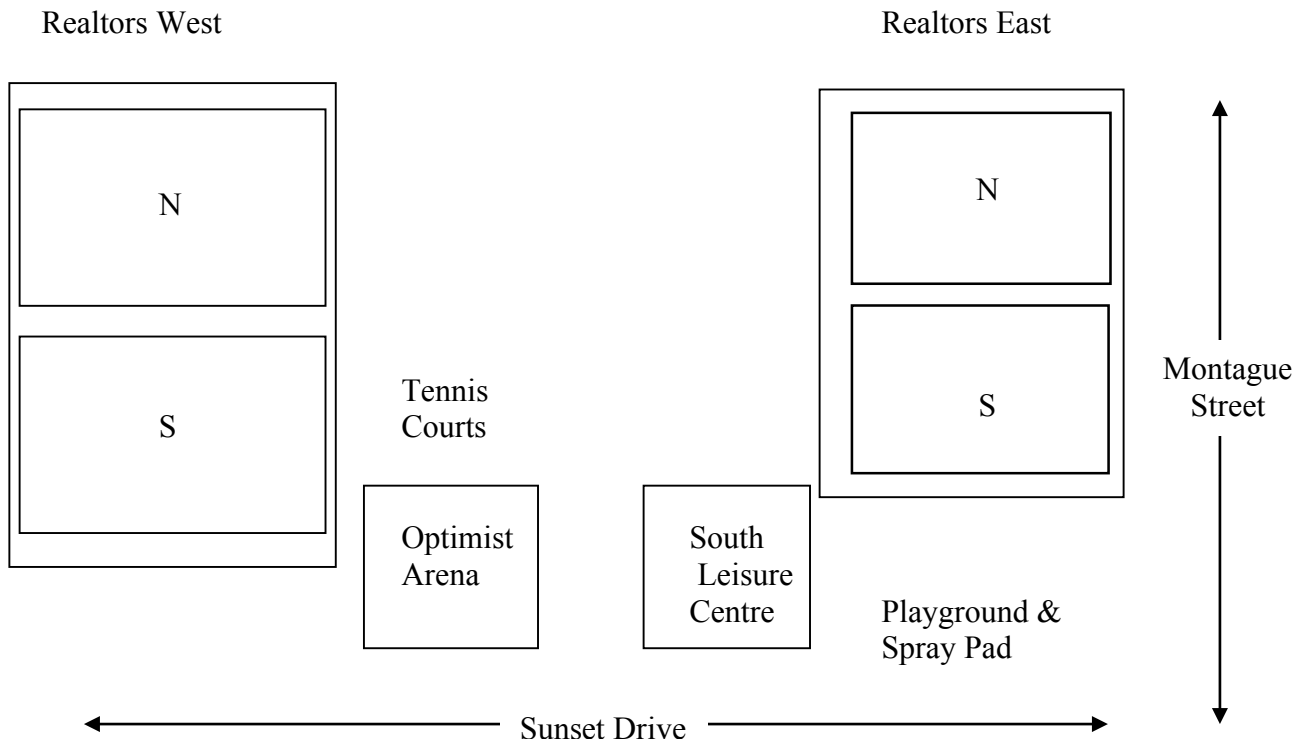 Realtors West
Realtors East
N
N
S
S
Tennis
Courts
Montague
Street
Optimist
Arena
South
Leisure
Centre
Playground &
Spray Pad
Sunset Drive